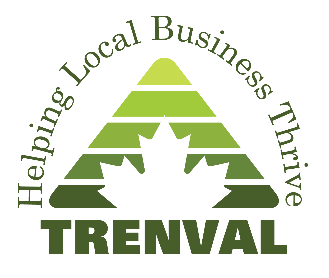 Helping Local Business Thrive
TRENVAL